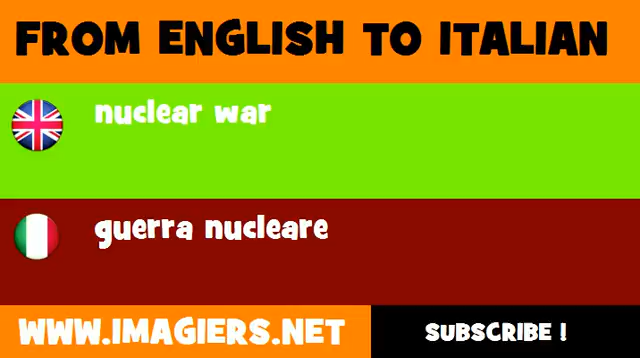 FROM ENGLISH TO ITALIAN
nuclear war
guerra nucleare
WWW.IMAGIERS.NET
SUBSCRIBE !